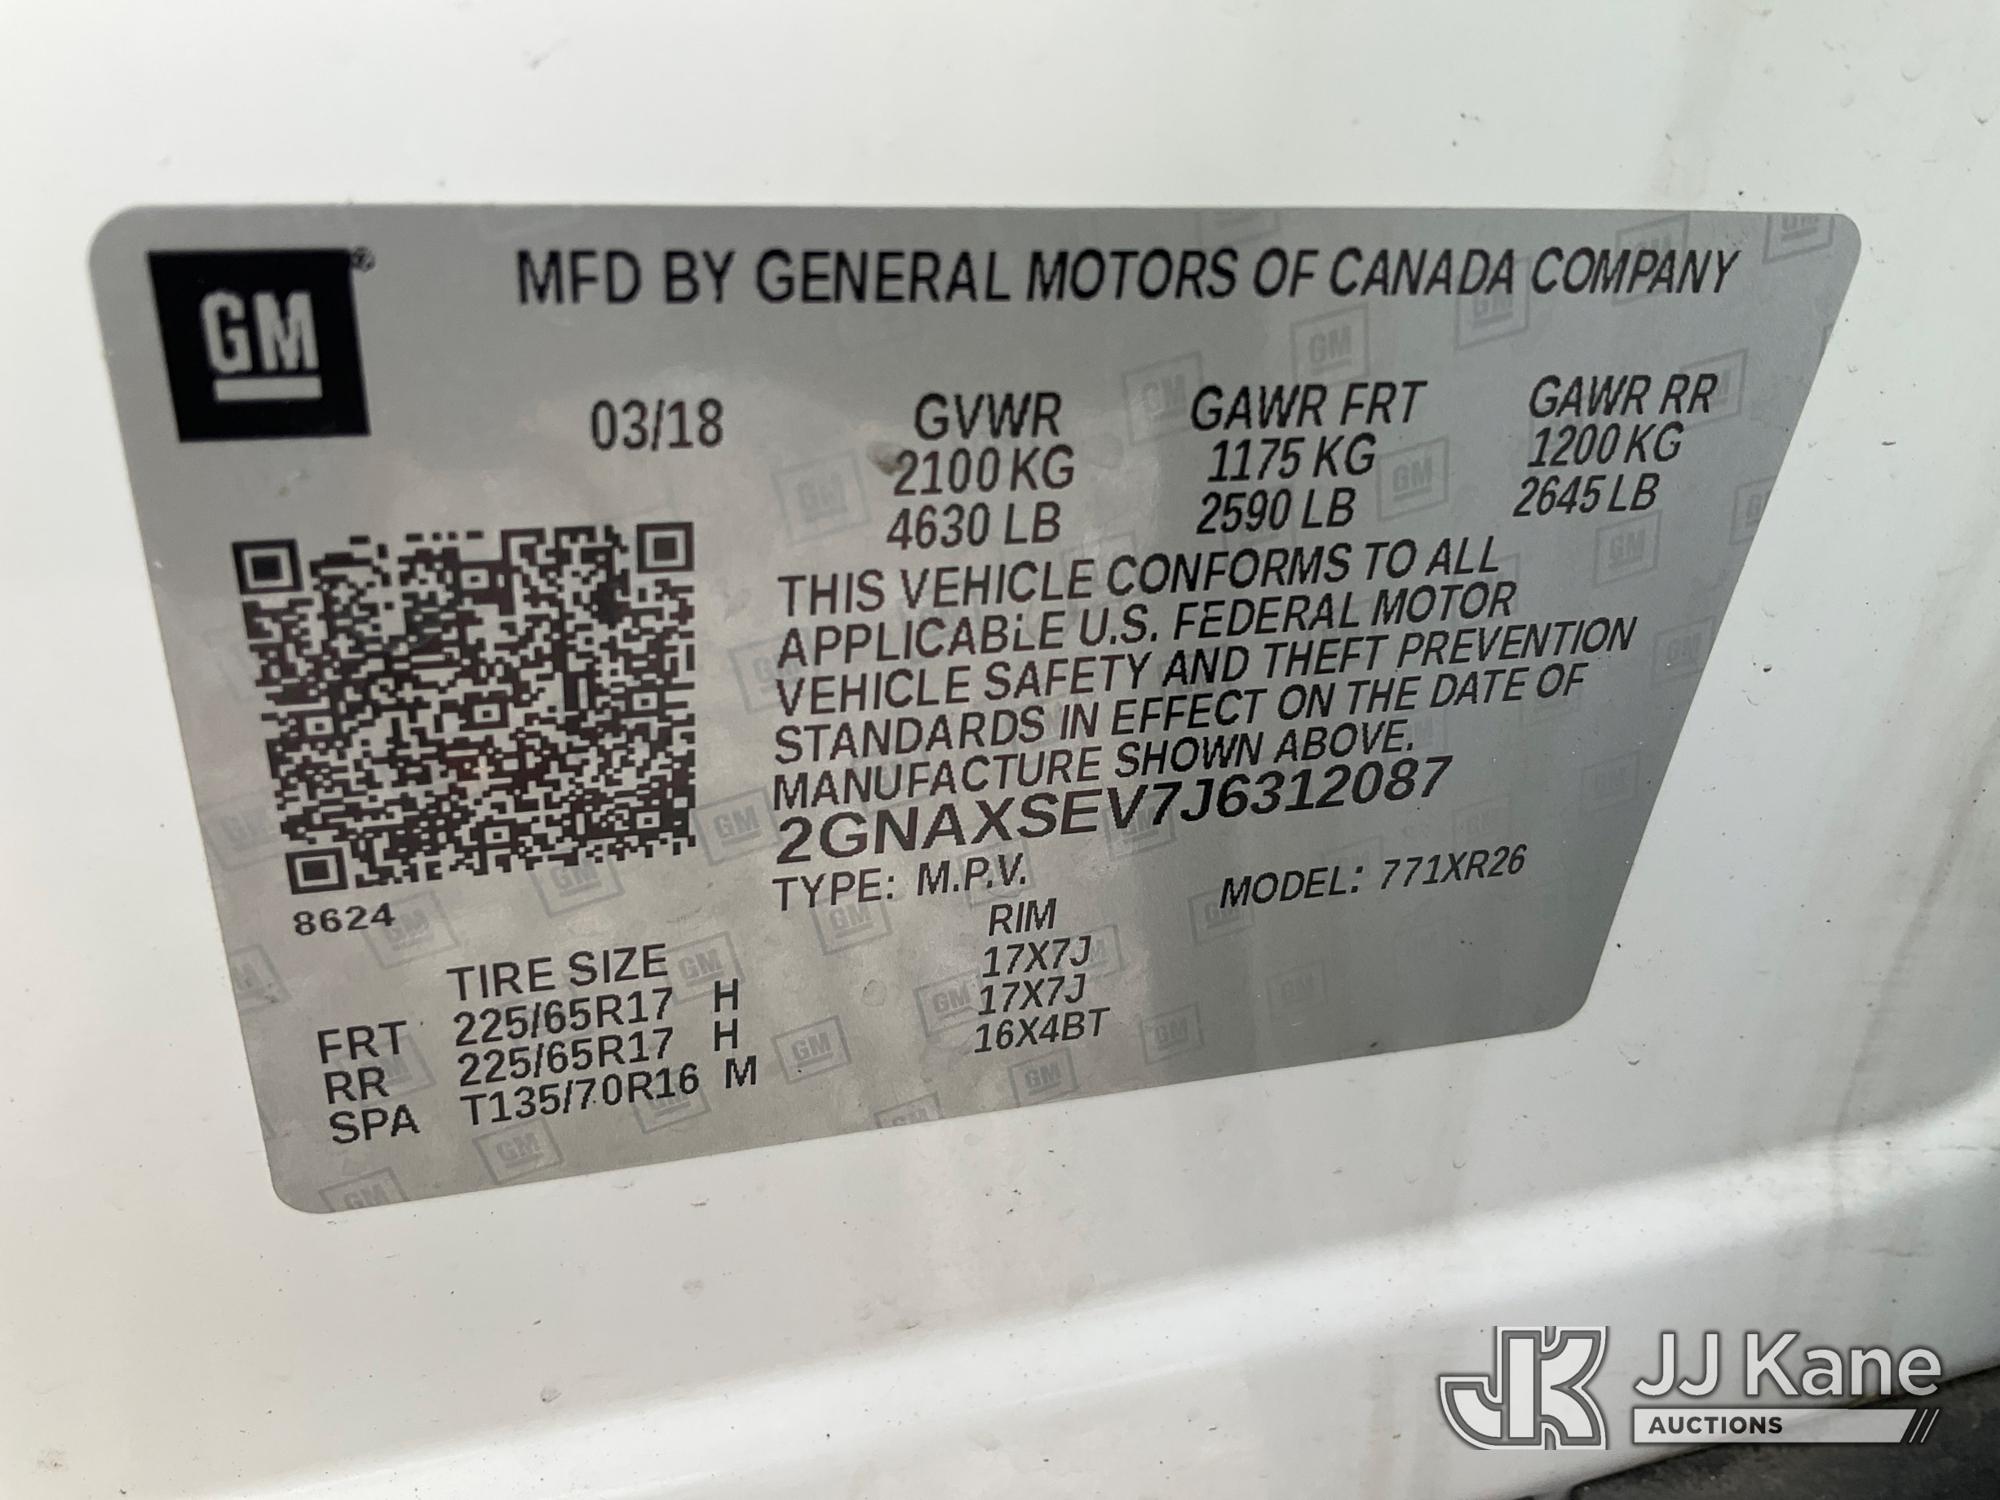 GM®
MFD BY GENERAL MOTORS OF CANADA COMPANY
03/18 GVWR GAWR FRT GAWR RR
2100 KG 1175 KG 1200 KG
4630 LB 2590 LB 2645 LB
THIS VEHICLE CONFORMS TO ALL
APPLICABLE U.S. FEDERAL MOTOR
VEHICLE SAFETY AND THEFT PREVENTION
STANDARDS IN EFFECT ON THE DATE OF
MANUFACTURE SHOWN ABOVE.
2GNAXSEV7J6312087
TYPE: M.P.V. MODEL: 771XR26
8624
TIRE SIZE RIM
FRT 225/65R17 H 17X7J
RR 225/65R17 H 17X7J
SPA T135/70R16 M 16X4BT
JK JJ Kane
AUCTIONS